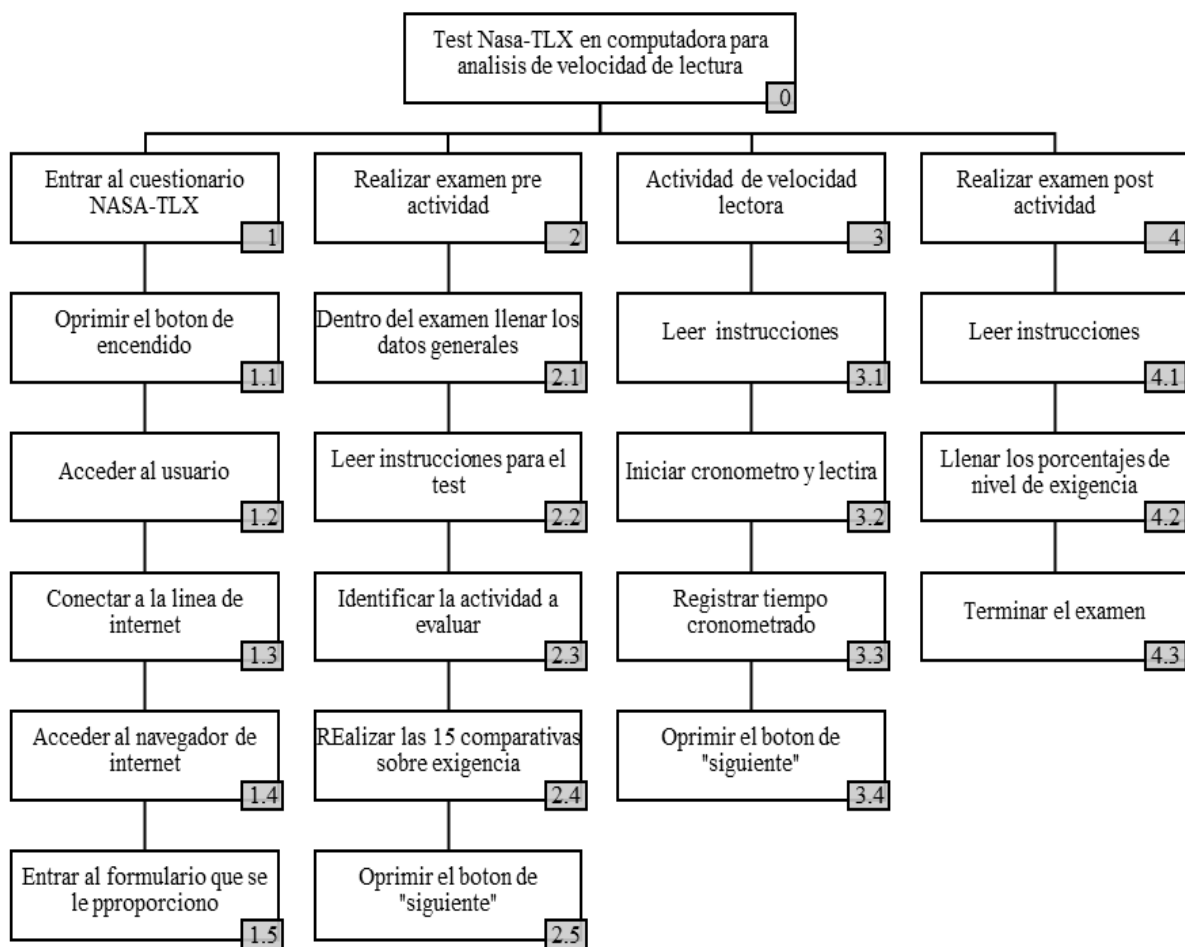 Test Nasa-TLX en computadora para
analisis de velocidad de lectura
0
Entrar al cuestionario
NASA-TLX
1
Oprimir el boton de
encendido
1.1
Acceder al usuario
1.2
Conectar a la linea de
internet
1.3
Acceder al navegador de
internet
1.4
Entrar al formulario que se
le pproporciono
1.5
Realizar examen pre
actividad
2
Dentro del examen llenar los
datos generales
2.1
Leer instrucciones para el
test
2.2
Identificar la actividad a
evaluar
2.3
REalizar las 15 comparativas
sobre exigencia
2.4
Oprimir el boton de
"siguiente"
2.5
Actividad de velocidad
lectora
3
Leer instrucciones
3.1
Iniciar cronometro y lectira
3.2
Registrar tiempo
cronometrado
3.3
Oprimir el boton de
"siguiente"
3.4
Realizar examen post
actividad
4
Leer instrucciones
4.1
Llenar los porcentajes de
nivel de exigencia
4.2
Terminar el examen
4.3